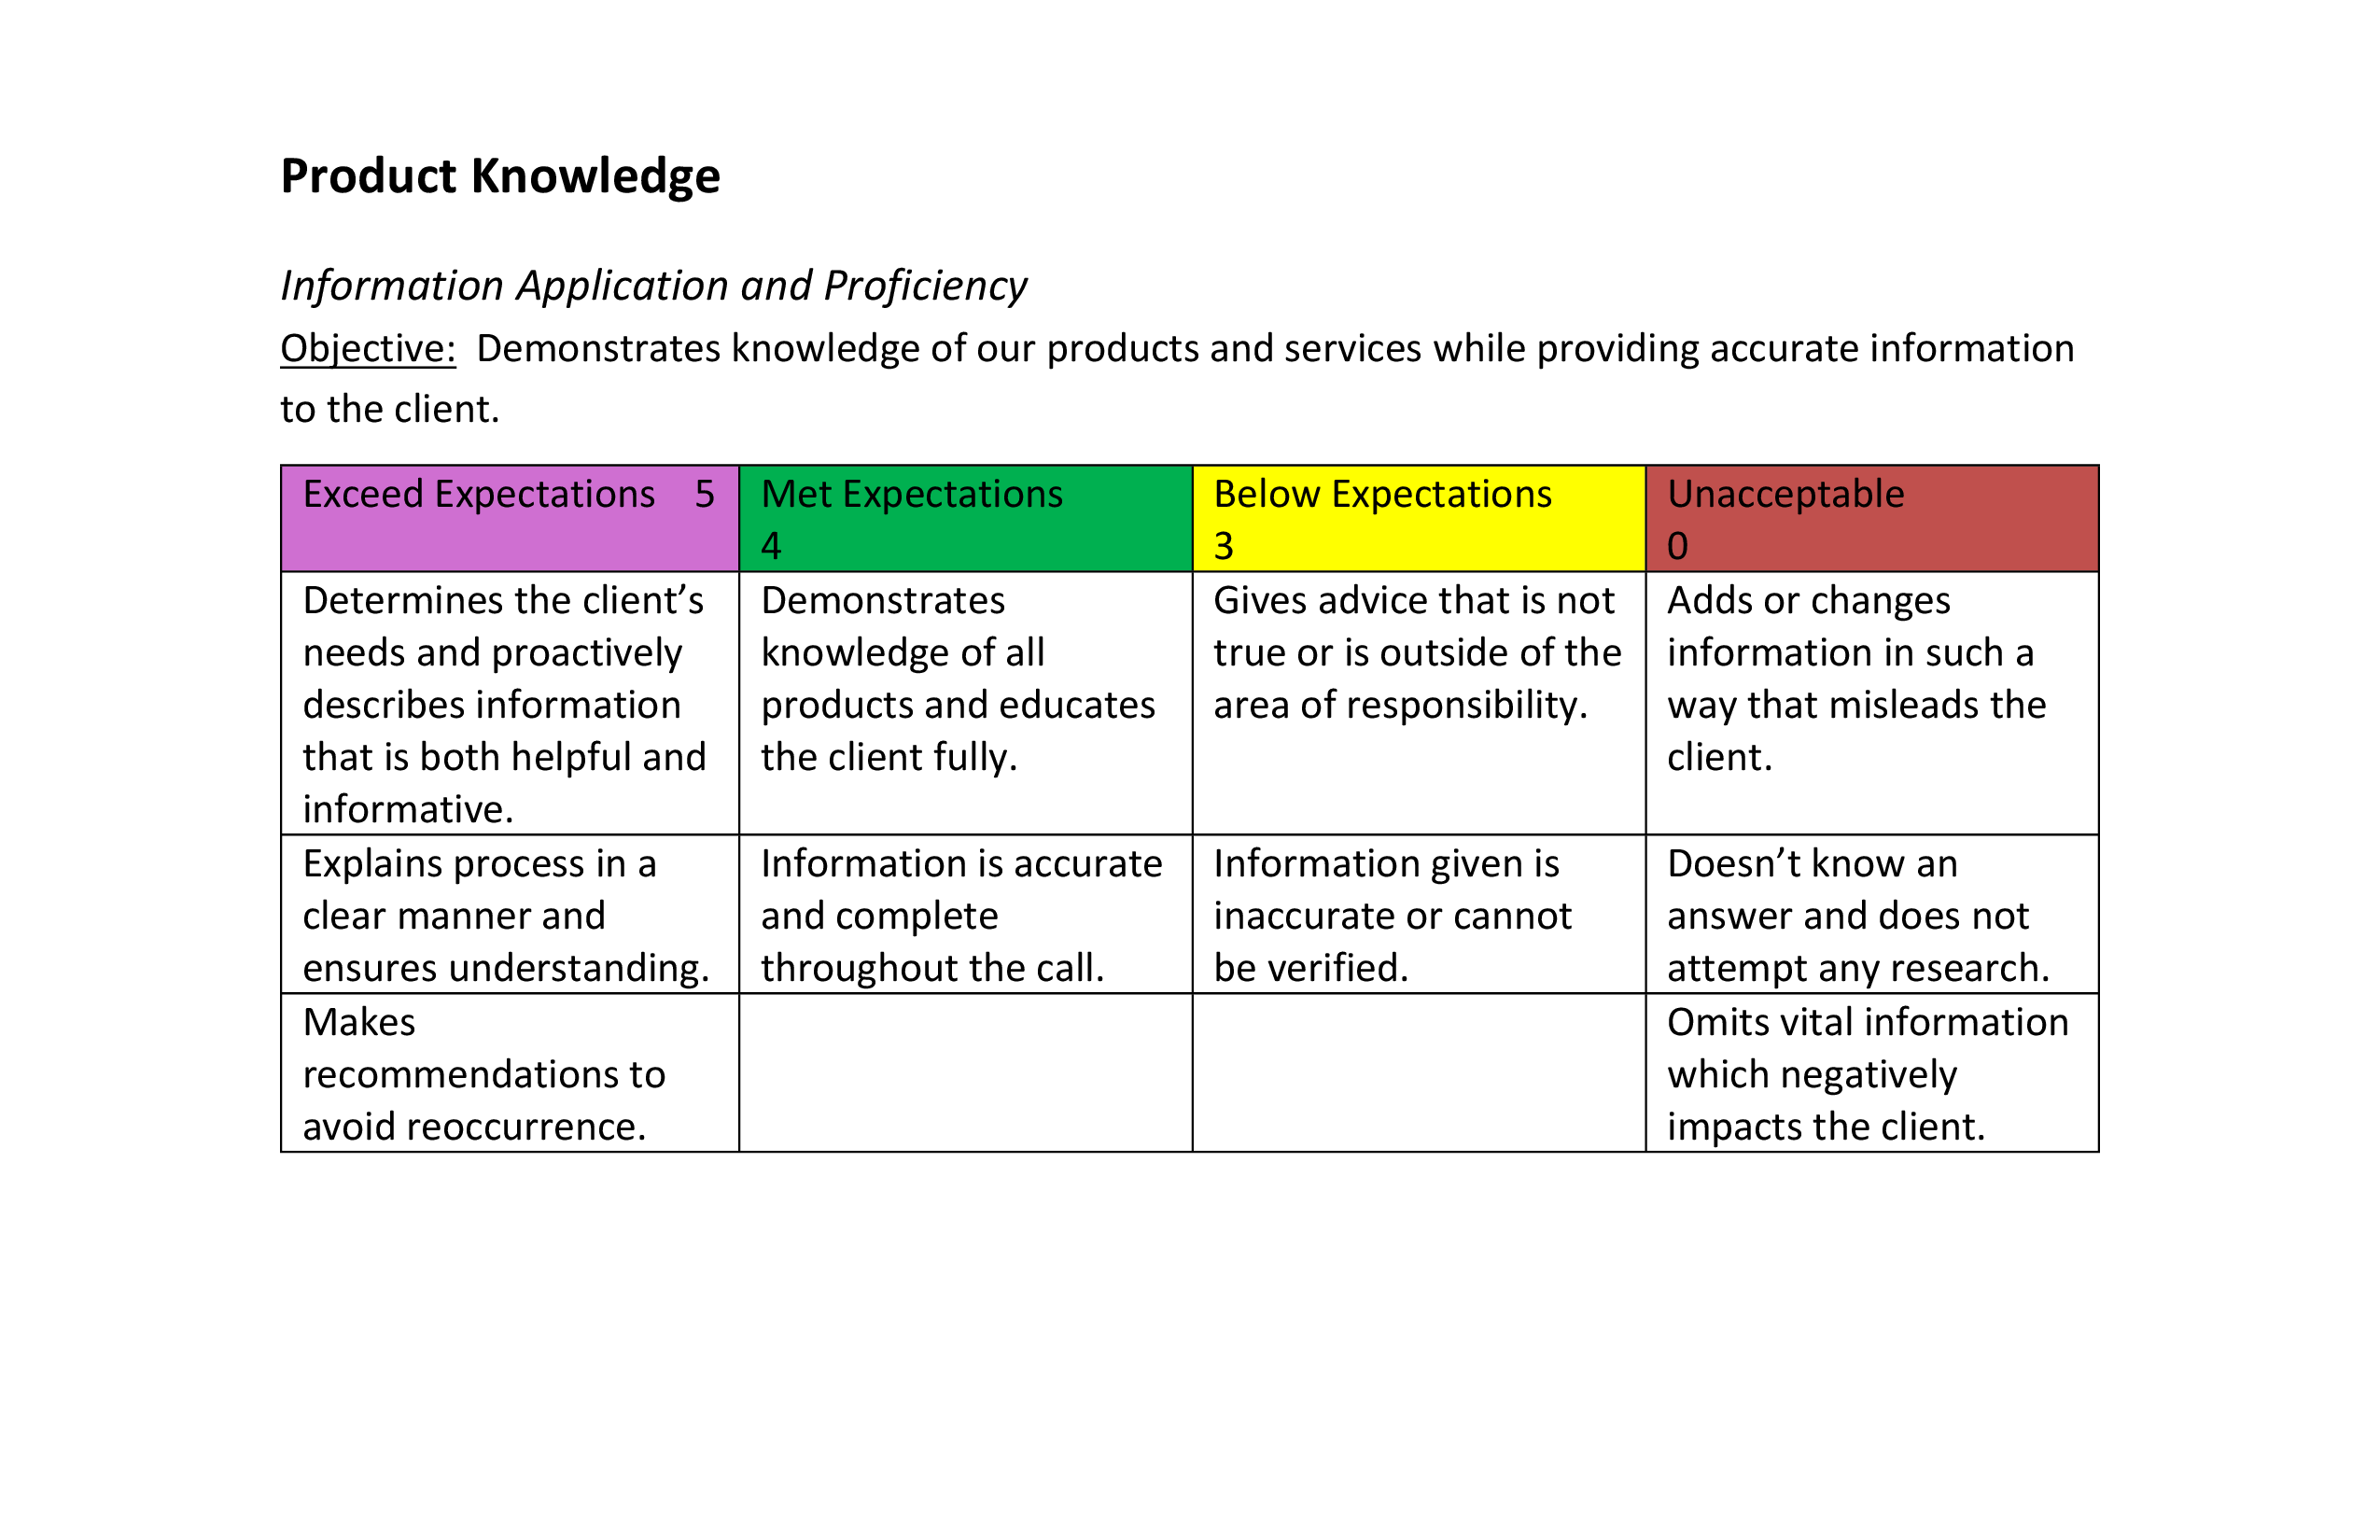 Product Knowledge
Information Application and Proficiency
Objective:  Demonstrates knowledge of our products and services while providing accurate information
to the client.
Exceed Expectations    5
Met Expectations
4
Below Expectations
3
Unacceptable
0
Determines the client’s
needs and proactively
describes information
that is both helpful and
informative.
Demonstrates
knowledge of all
products and educates
the client fully.
Gives advice that is not
true or is outside of the
area of responsibility.
Adds or changes
information in such a
way that misleads the
client.
Explains process in a
clear manner and
ensures understanding.
Information is accurate
and complete
throughout the call.
Information given is
inaccurate or cannot
be verified.
Doesn’t know an
answer and does not
attempt any research.
Makes
recommendations to
avoid reoccurrence.
Omits vital information
which negatively
impacts the client.